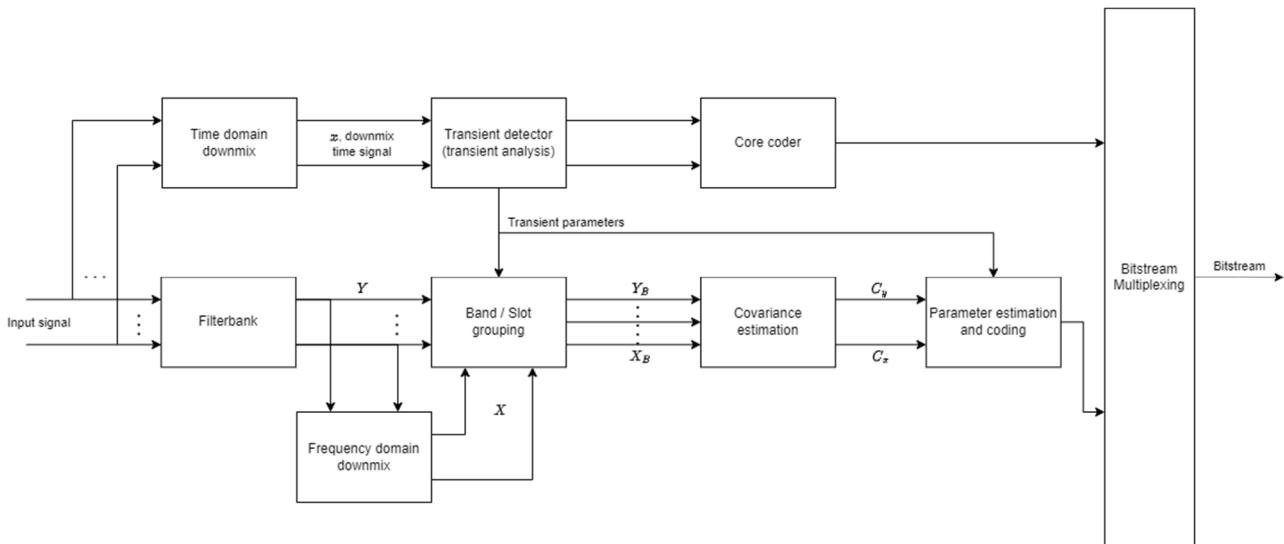 Time domain
downmix
x, downmix
time signal
Transient detector
(transient analysis)
Core coder
Transient parameters
Bitstream
Multiplexing
Bitstream
Input signal
Filterbank
Y
Band / Slot
grouping
Y_B
X_B
Covariance
estimation
C_y
C_x
Parameter estimation
and coding
X
Frequency domain
downmix